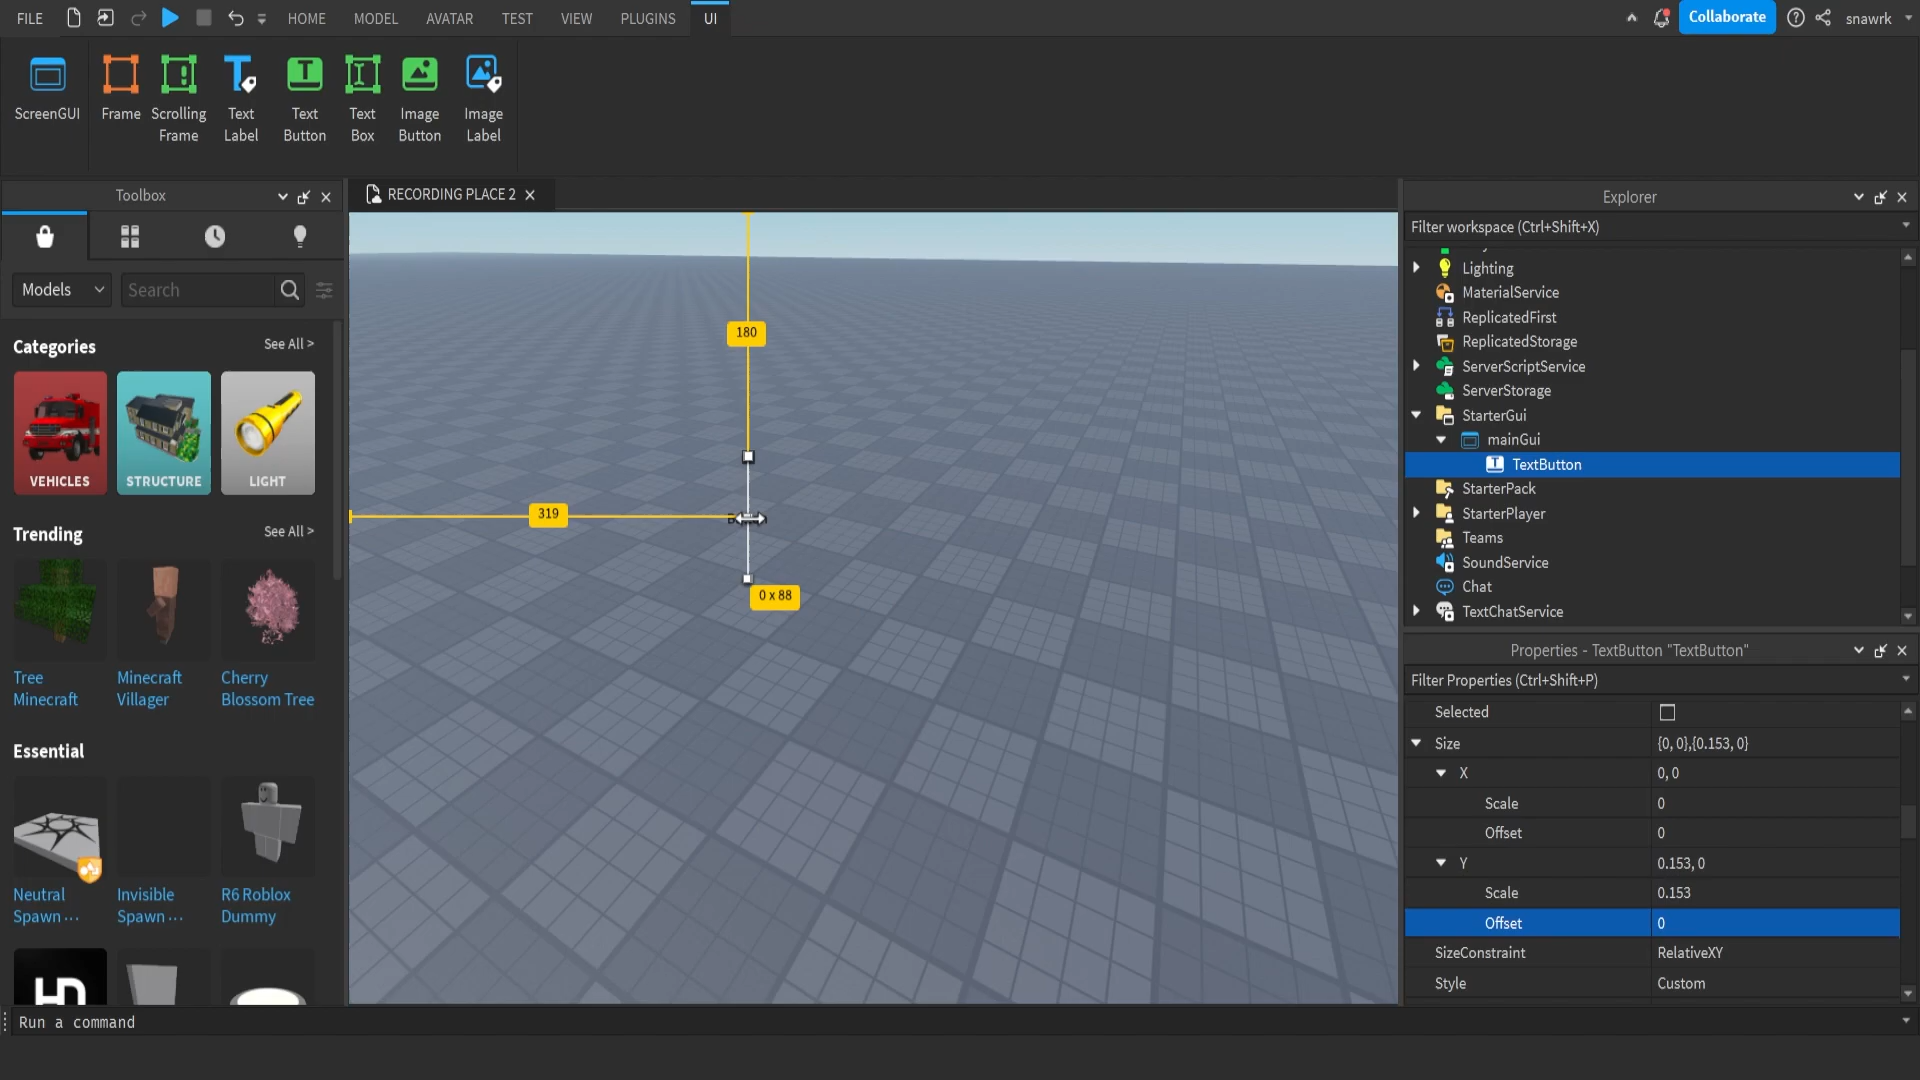 FILE HOME MODEL AVATAR TEST VIEW PLUGINS UI Collaborate snawrk
ScreenGUI Frame Scrolling Frame Text Label Text Button Text Box Image Button Image Label
Toolbox
Models Search
Categories See All >
VEHICLES STRUCTURE LIGHT
Trending See All >
Tree Minecraft
Minecraft Villager
Cherry Blossom Tree
Essential
Neutral Spawn ...
Invisible Spawn ...
R6 Roblox Dummy
HD
RECORDING PLACE 2
180
319
0 x 88
Explorer
Filter workspace (Ctrl+Shift+X)
Lighting
MaterialService
ReplicatedFirst
ReplicatedStorage
ServerScriptService
ServerStorage
StarterGui
mainGui
TextButton
StarterPack
StarterPlayer
Teams
SoundService
Chat
TextChatService
Properties - TextButton "TextButton"
Filter Properties (Ctrl+Shift+P)
Selected
Size {0, 0},{0.153, 0}
X 0, 0
Scale 0
Offset 0
Y 0.153, 0
Scale 0.153
Offset 0
SizeConstraint RelativeXY
Style Custom
Run a command